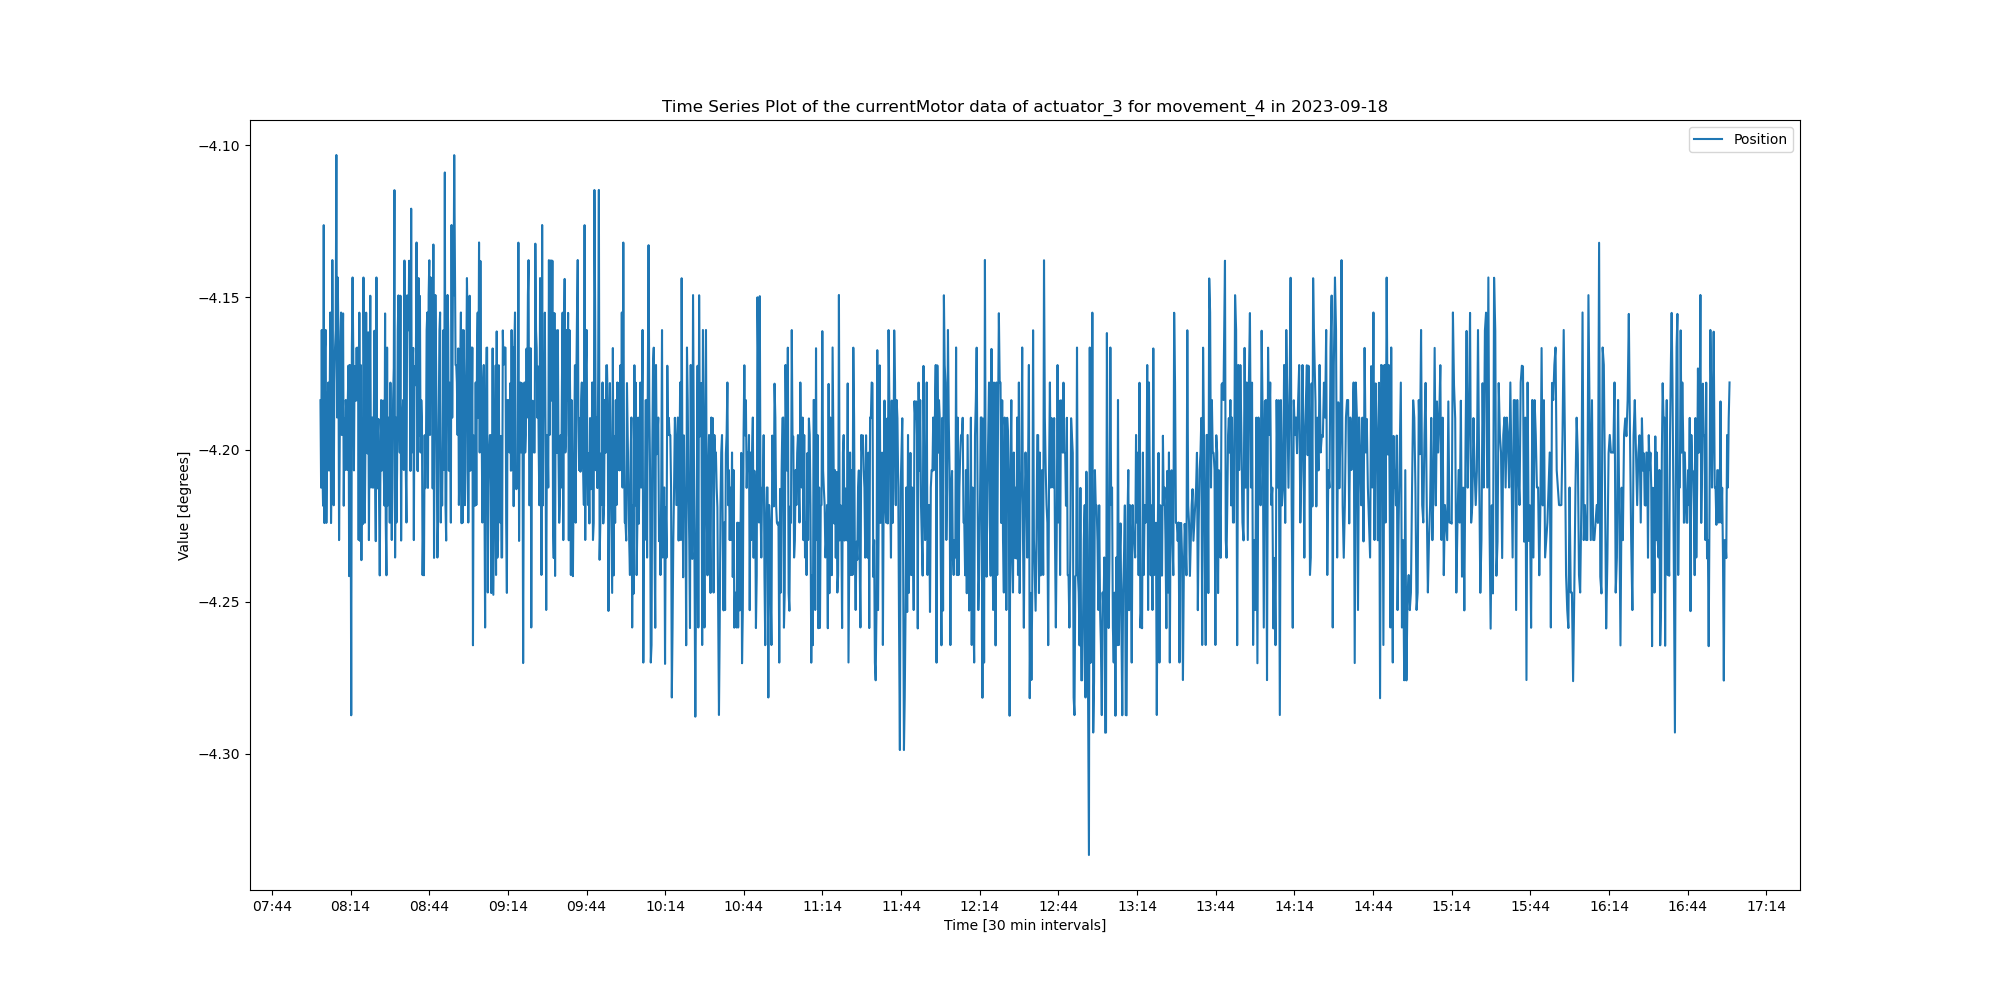 Time Series Plot of the currentMotor data of actuator_3 for movement_4 in 2023-09-18
Position
−4.10
−4.15
−4.20
−4.25
−4.30
Value [degrees]
07:44 08:14 08:44 09:14 09:44 10:14 10:44 11:14 11:44 12:14 12:44 13:14 13:44 14:14 14:44 15:14 15:44 16:14 16:44 17:14
Time [30 min intervals]